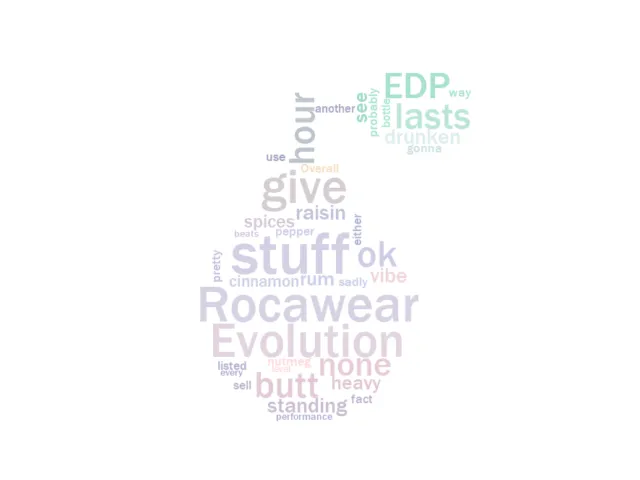 EDP
way
hour
another
see
probably
bottle
lasts
drunken
gonna
use
Overall
give
raisin
spices
either
beats
pepper
stuff
ok
pretty
cinnamon
rum
sadly
vibe
Rocawear
Evolution
listed
nutmeg
none
every
sell
butt
heavy
standing
fact
performance